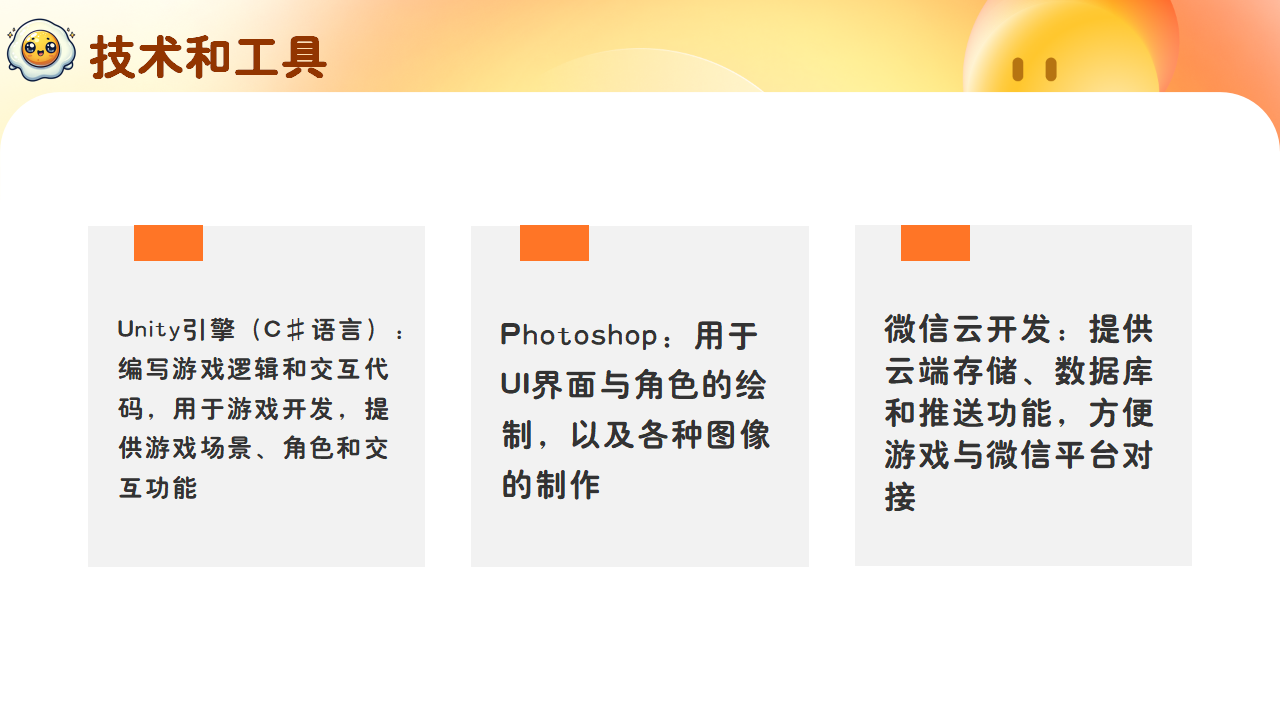 技术和工具
Unity引擎（C#语言）：
编写游戏逻辑和交互代
码，用于游戏开发，提
供游戏场景、角色和交
互功能
Photoshop：用于
UI界面与角色的绘
制，以及各种图像
的制作
微信云开发：提供
云端存储、数据库
和推送功能，方便
游戏与微信平台对
接